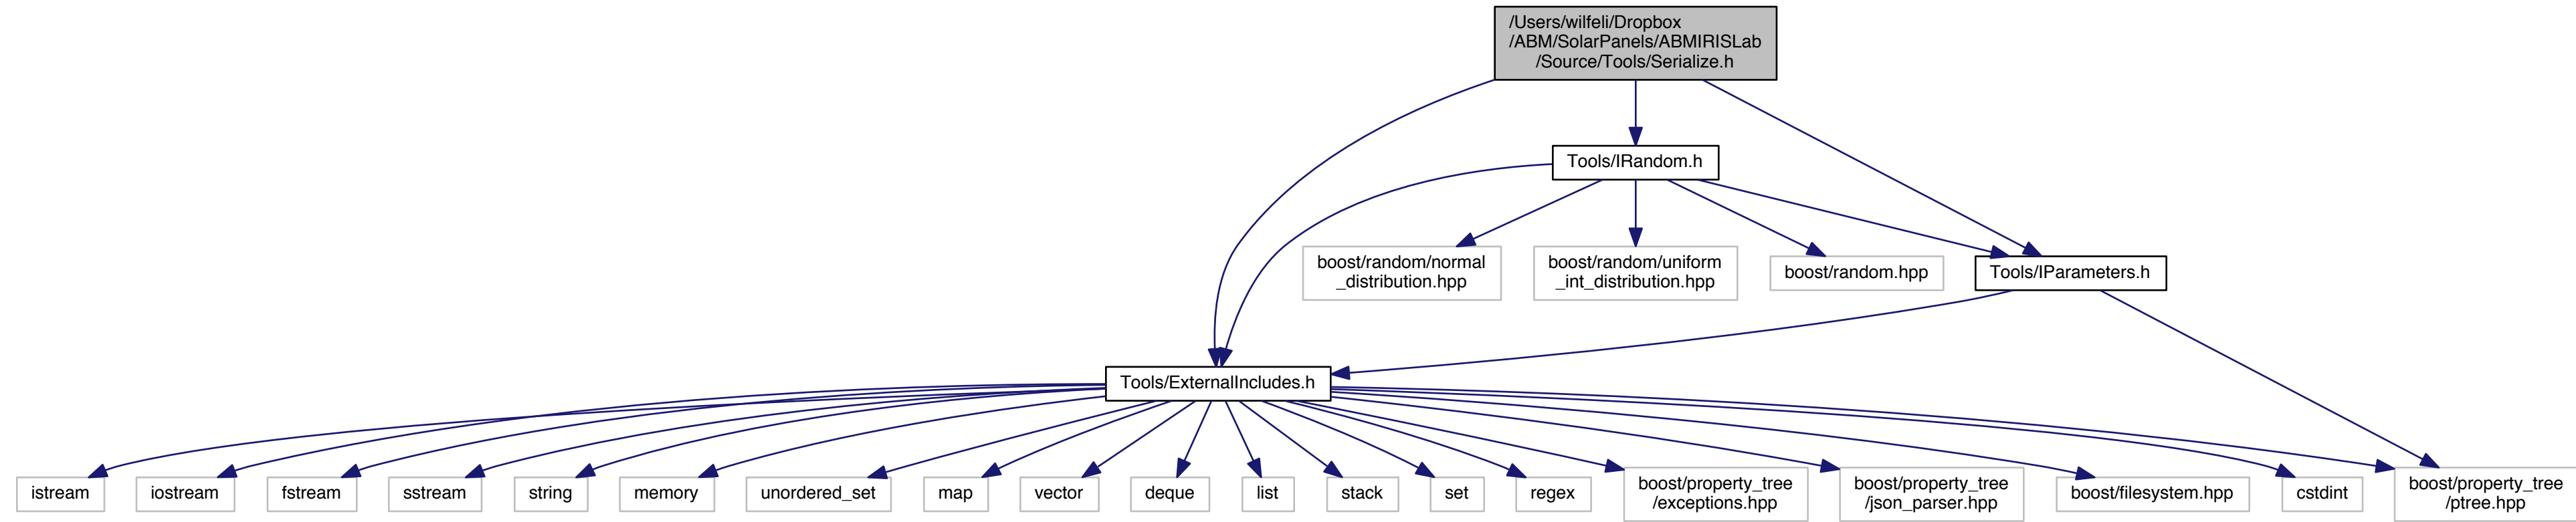 /Users/wilfeli/Dropbox
/ABM/SolarPanels/ABMIRISLab
/Source/Tools/Serialize.h
Tools/IRandom.h
boost/random/normal
_distribution.hpp
boost/random/uniform
_int_distribution.hpp
boost/random.hpp
Tools/IParameters.h
Tools/ExternalIncludes.h
istream
iostream
fstream
sstream
string
memory
unordered_set
map
vector
deque
list
stack
set
regex
boost/property_tree
/exceptions.hpp
boost/property_tree
/json_parser.hpp
boost/filesystem.hpp
cstdint
boost/property_tree
/ptree.hpp